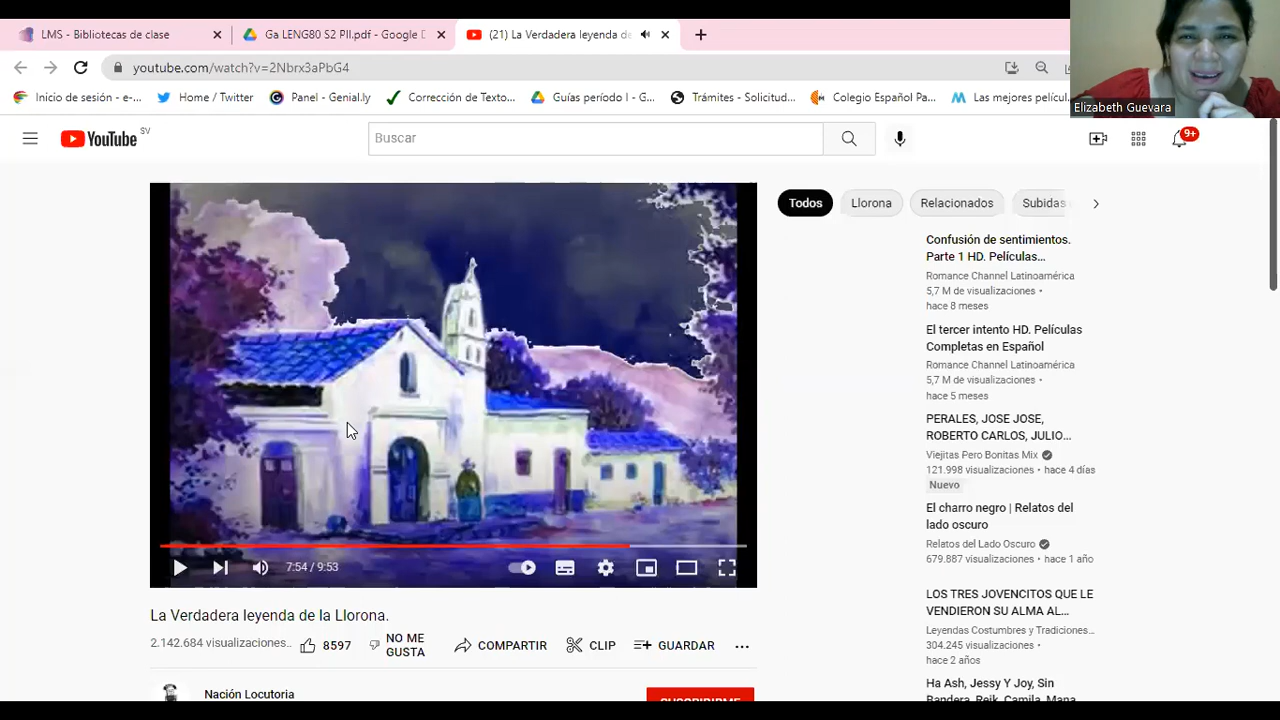 LMS - Bibliotecas de clase
Ga LENG80 S2 PII.pdf - Google D
(21) La Verdadera leyenda de
youtube.com/watch?v=2Nbrx3aPbG4
Elizabeth Guevara
Inicio de sesión - e-...
Home / Twitter
Panel - Genial.ly
Corrección de Texto...
Guías período I - G...
Trámites - Solicitud...
Colegio Español Pa...
Las mejores películ
YouTube SV
Buscar
9+
Todos
Llorona
Relacionados
Subidas
Confusión de sentimientos.
Parte 1 HD. Películas...
Romance Channel Latinoamérica
5,7 M de visualizaciones •
hace 8 meses
El tercer intento HD. Películas
Completas en Español
Romance Channel Latinoamérica
5,7 M de visualizaciones •
hace 5 meses
PERALES, JOSE JOSE,
ROBERTO CARLOS, JULIO...
Viejitas Pero Bonitas Mix
121.998 visualizaciones • hace 4 días
Nuevo
El charro negro | Relatos del
lado oscuro
Relatos del Lado Oscuro
679.887 visualizaciones • hace 1 año
LOS TRES JOVENCITOS QUE LE
VENDIERON SU ALMA AL...
Leyendas Costumbres y Tradiciones...
304.245 visualizaciones •
hace 2 años
Ha Ash, Jessy Y Joy, Sin
Bandera, Reik, Camila, Mana
7:54 / 9:53
La Verdadera leyenda de la Llorona.
2.142.684 visualizaciones...
8597
NO ME
GUSTA
COMPARTIR
CLIP
GUARDAR
Nación Locutoria
SUSCRIBIRME